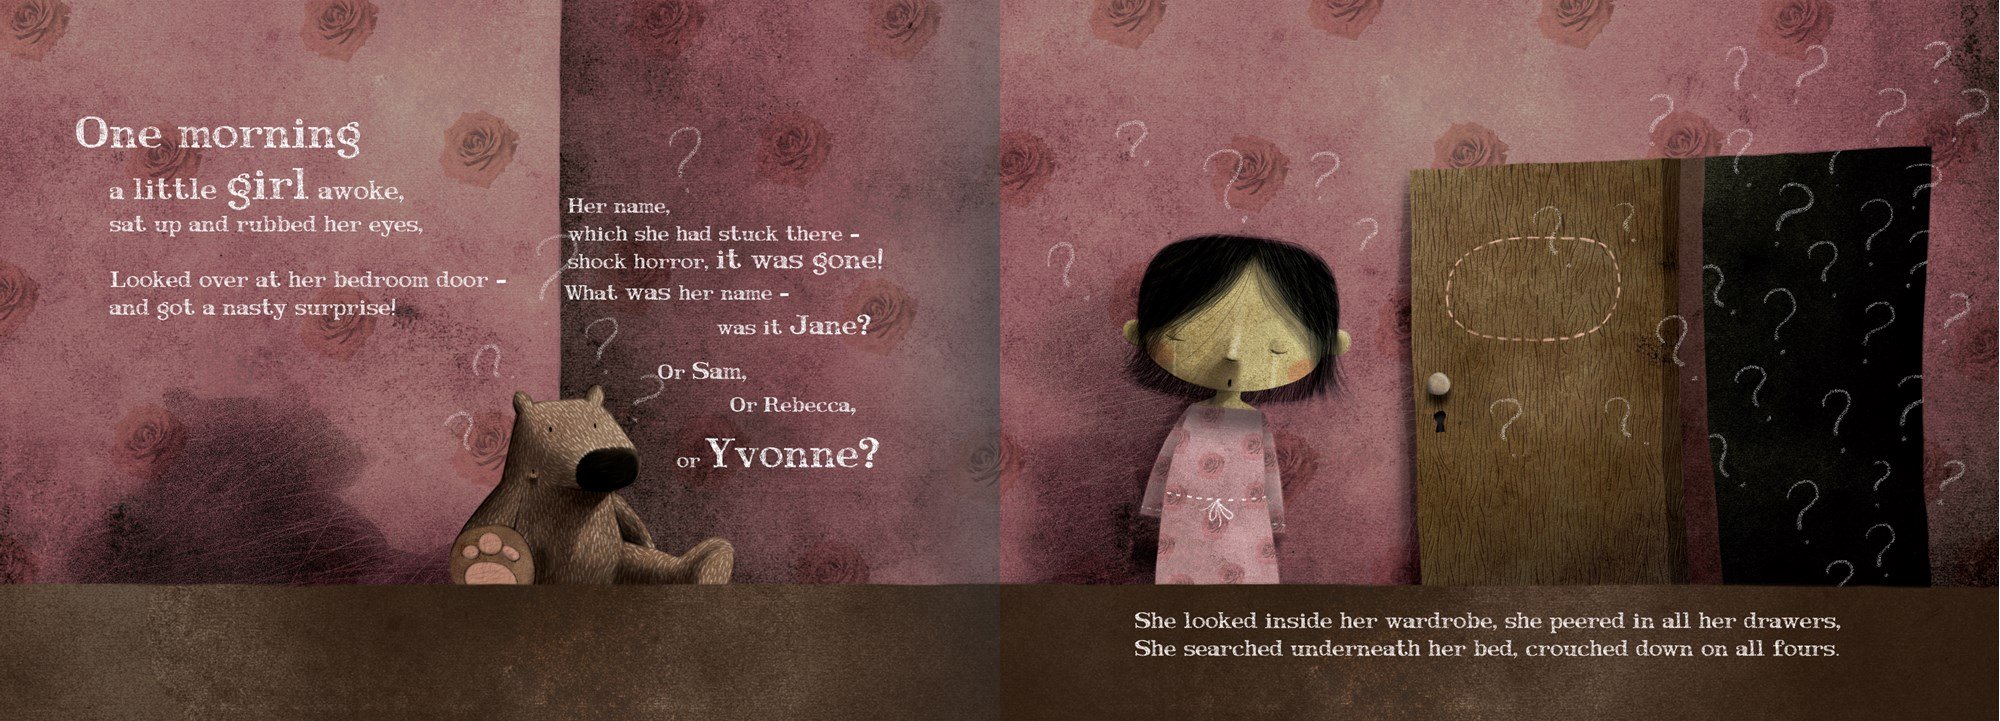 One morning
a little girl awoke,
sat up and rubbed her eyes,
Looked over at her bedroom door -
and got a nasty surprise!
Her name,
which she had stuck there -
shock horror, it was gone!
What was her name -
was it Jane?
Or Sam,
Or Rebecca,
or Yvonne?
She looked inside her wardrobe, she peered in all her drawers,
She searched underneath her bed, crouched down on all fours.